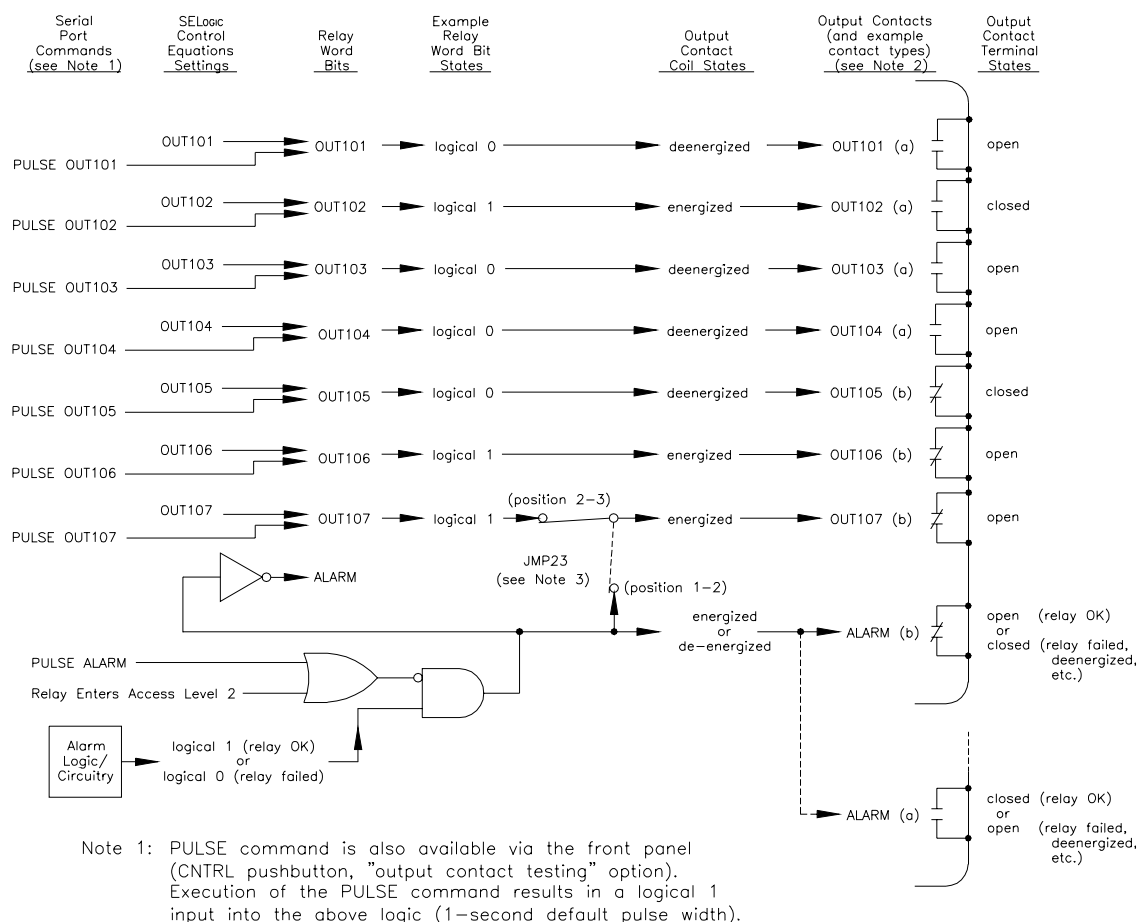 Serial
Port
Commands
(see Note 1)
SELOGIC
Control
Equations
Settings
Relay
Word
Bits
Example
Relay
Word Bit
States
Output
Contact
Coil States
Output Contacts
(and example
contact types)
(see Note 2)
Output
Contact
Terminal
States
PULSE OUT101
OUT101
OUT101
logical 0
deenergized
OUT101 (a)
open
PULSE OUT102
OUT102
OUT102
logical 1
energized
OUT102 (a)
closed
PULSE OUT103
OUT103
OUT103
logical 0
deenergized
OUT103 (a)
open
PULSE OUT104
OUT104
OUT104
logical 0
deenergized
OUT104 (a)
open
PULSE OUT105
OUT105
OUT105
logical 0
deenergized
OUT105 (b)
closed
PULSE OUT106
OUT106
OUT106
logical 1
energized
OUT106 (b)
open
PULSE OUT107
OUT107
OUT107
logical 1
(position 2-3)
energized
OUT107 (b)
open
ALARM
JMP23
(see Note 3)
(position 1-2)
energized
or
de-energized
ALARM (b)
open (relay OK)
or
closed (relay failed,
deenergized,
etc.)
PULSE ALARM
Relay Enters Access Level 2
Alarm
Logic/
Circuitry
logical 1 (relay OK)
or
logical 0 (relay failed)
ALARM (a)
closed (relay OK)
or
open (relay failed,
deenergized,
etc.)
Note 1: PULSE command is also available via the front panel
(CNTRL pushbutton, "output contact testing" option).
Execution of the PULSE command results in a logical 1
input into the above logic (1-second default pulse width).